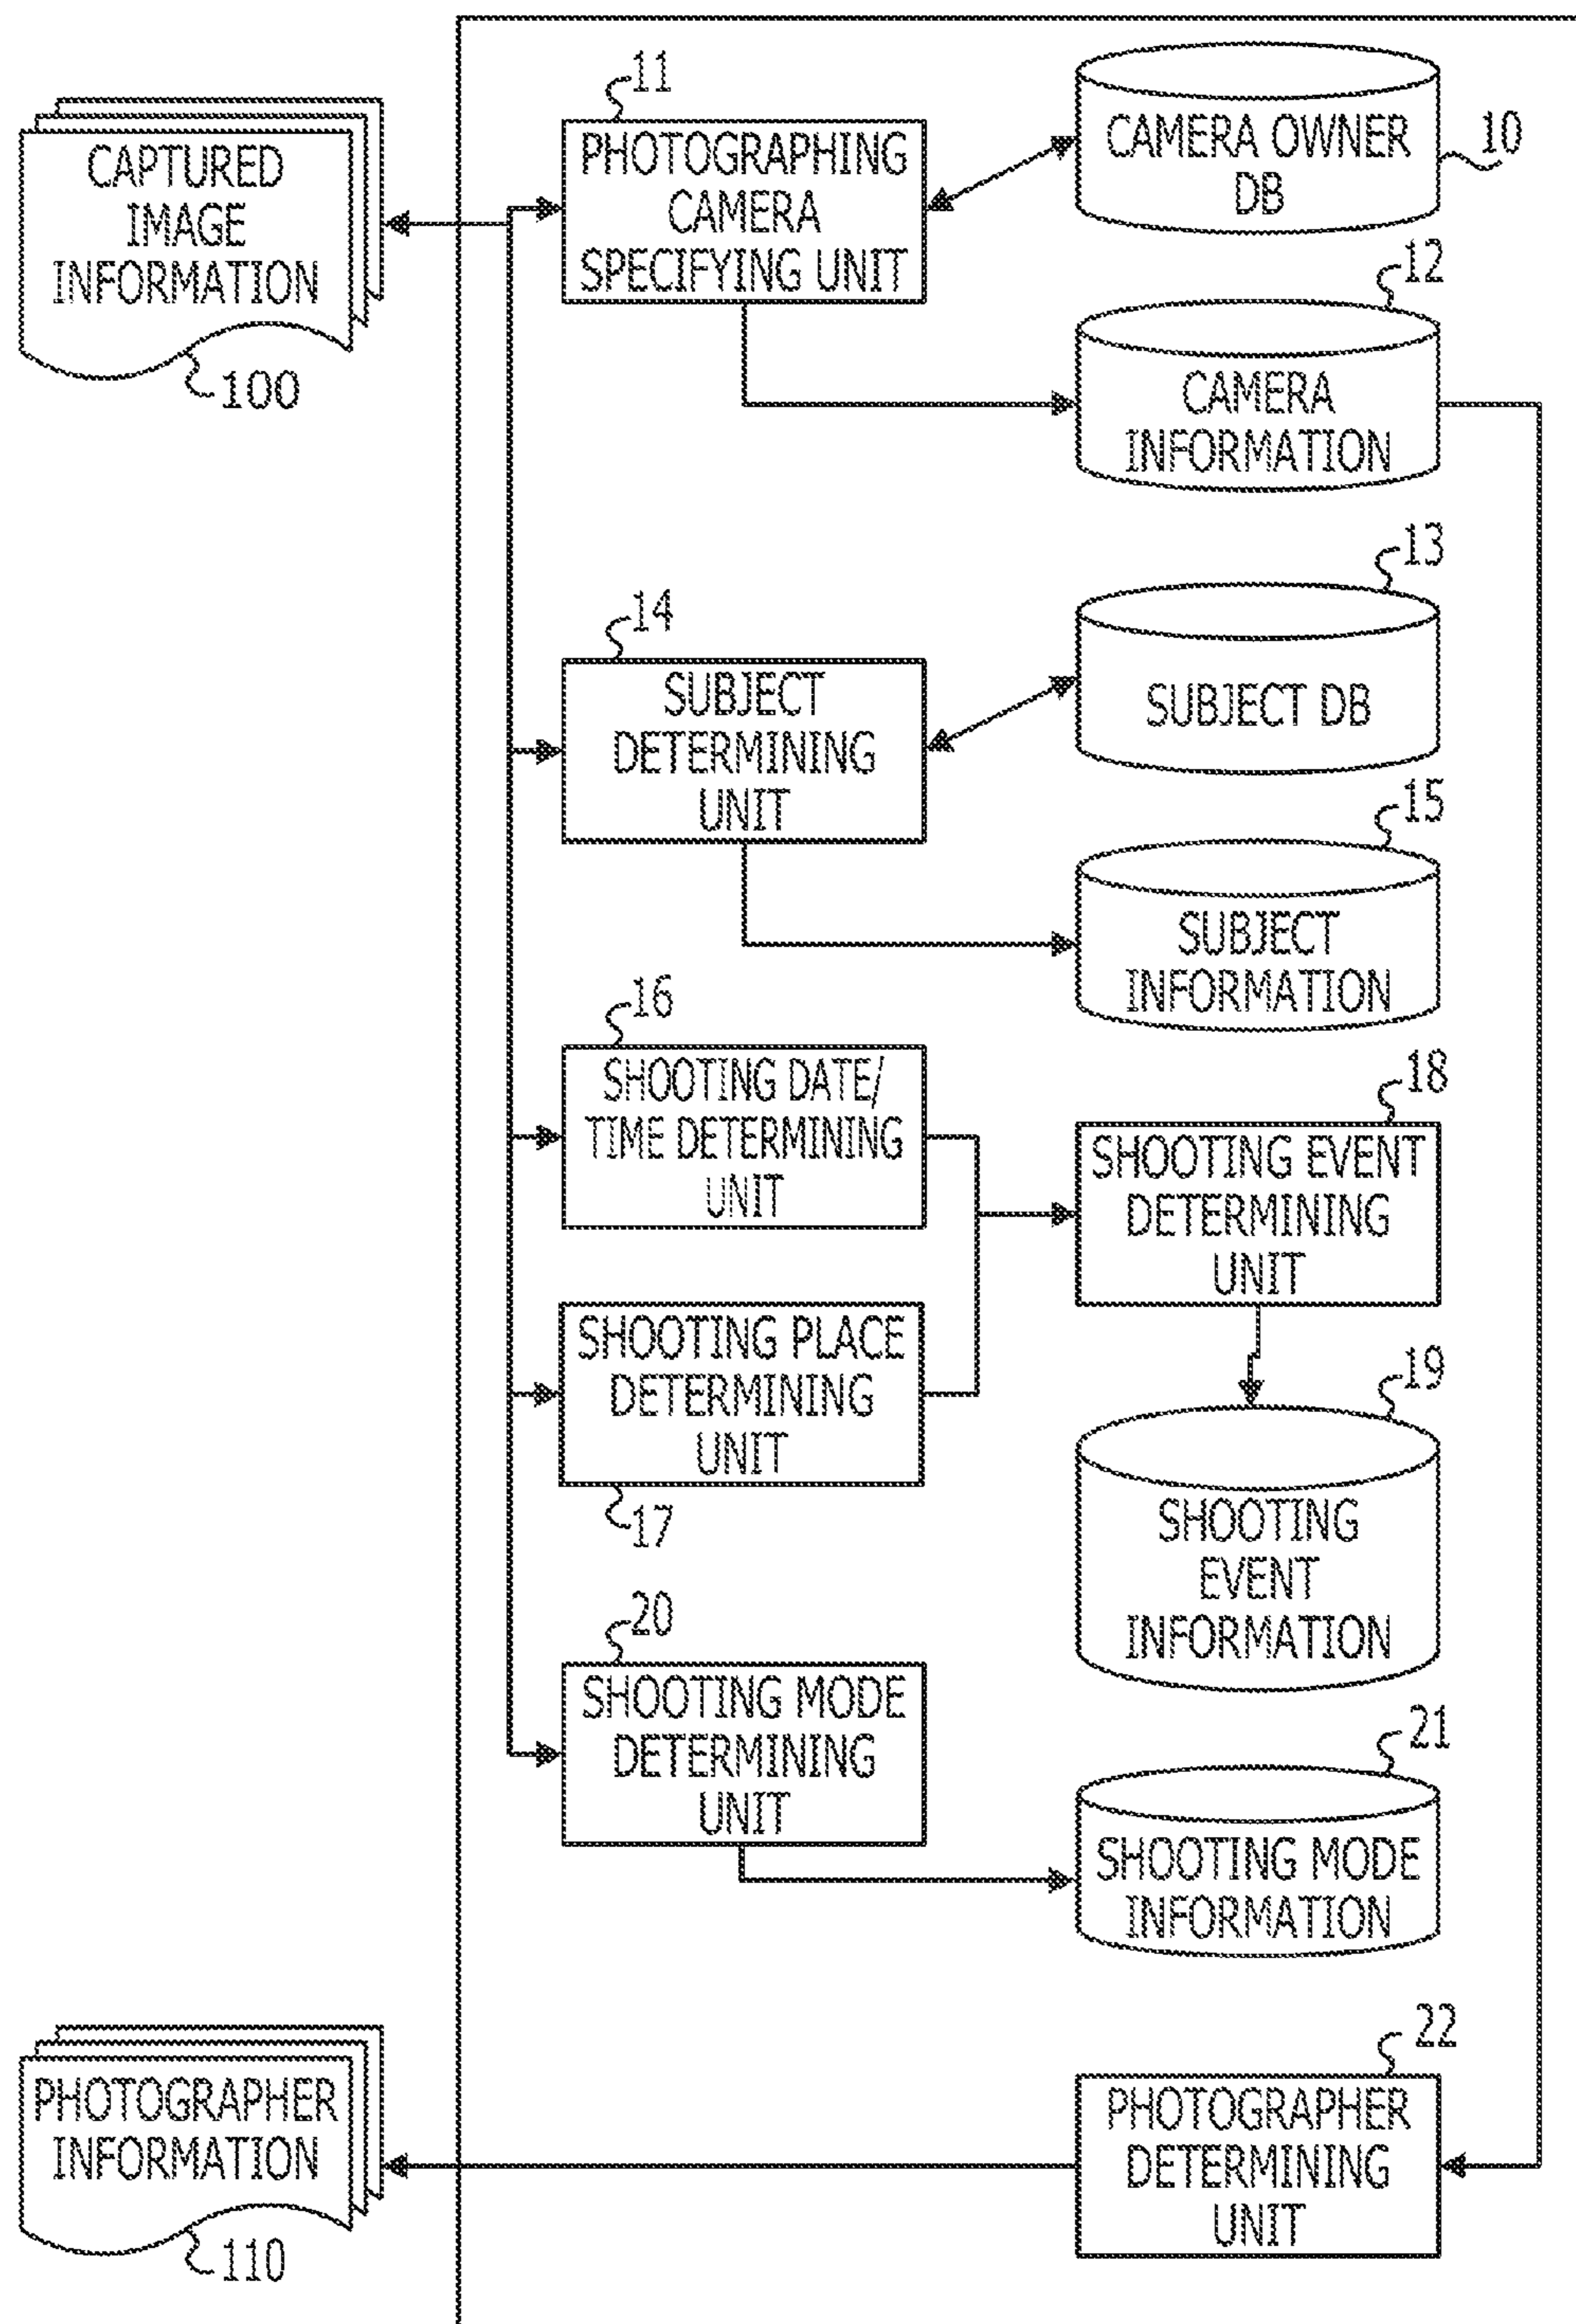 11
CAPTURED
IMAGE
INFORMATION
100
PHOTOGRAPHING
CAMERA
SPECIFYING UNIT
CAMERA OWNER
DB
10
12
CAMERA
INFORMATION
13
14
SUBJECT
DETERMINING
UNIT
SUBJECT DB
15
SUBJECT
INFORMATION
16
SHOOTING DATE/
TIME DETERMINING
UNIT
18
SHOOTING EVENT
DETERMINING
UNIT
SHOOTING PLACE
DETERMINING
UNIT
17
19
SHOOTING
EVENT
INFORMATION
20
SHOOTING MODE
DETERMINING
UNIT
21
SHOOTING MODE
INFORMATION
22
PHOTOGRAPHER
INFORMATION
110
PHOTOGRAPHER
DETERMINING
UNIT